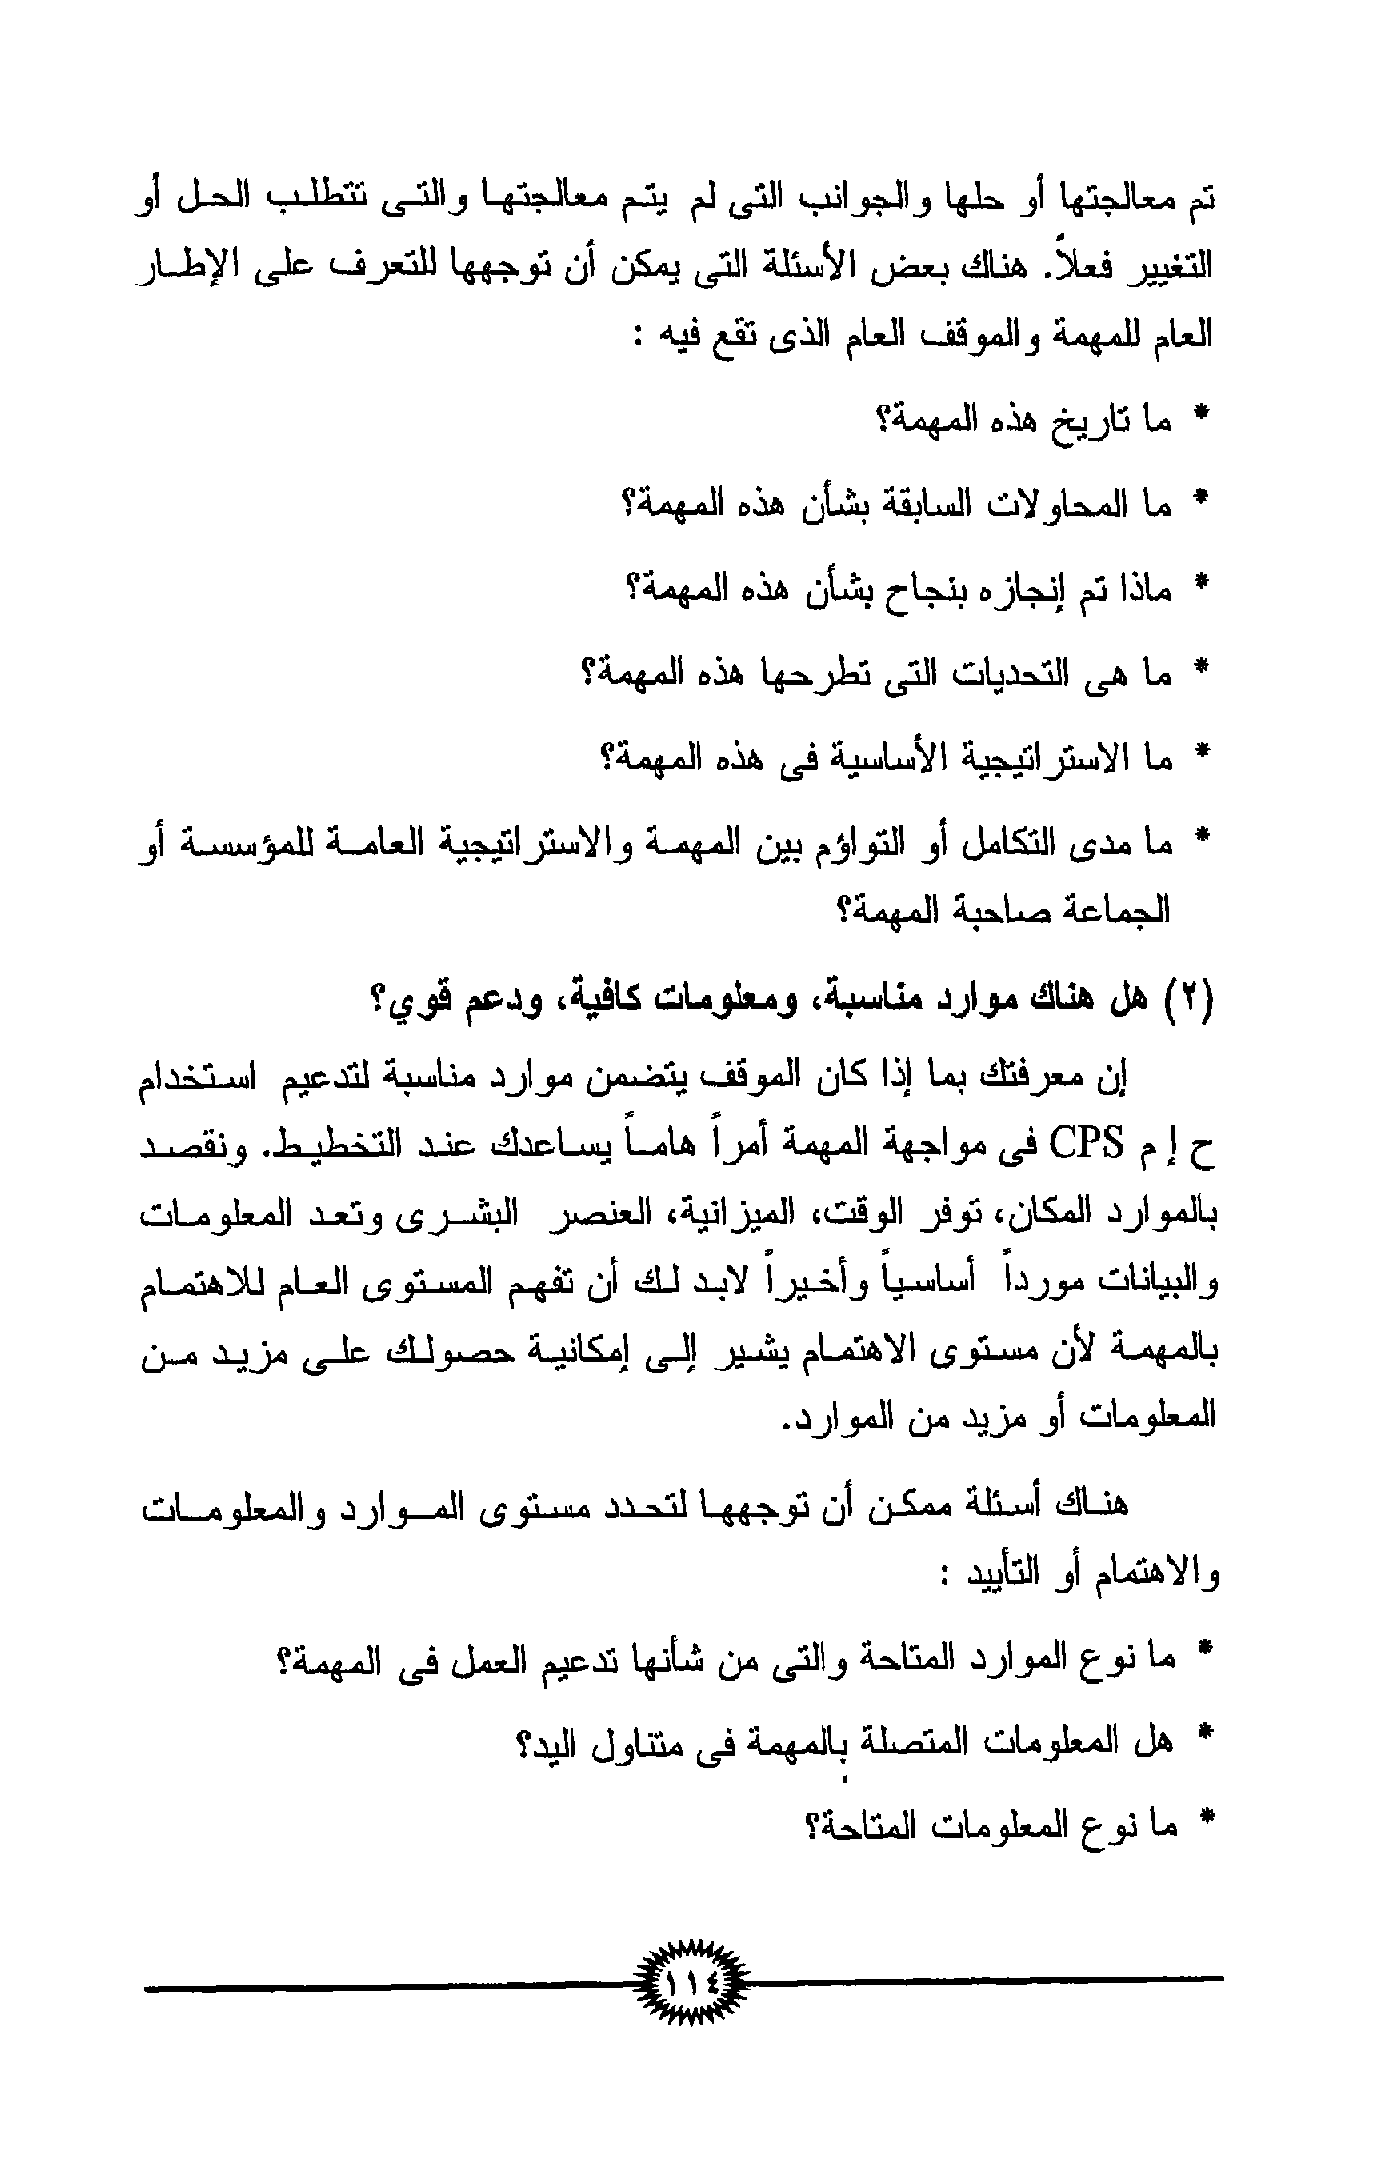 تم معالجتها أو حلها والجوانب التى لم يتم معالجتها والتى تتطلب الحل أو
التغيير فعلاً. هناك بعض الأسئلة التى يمكن أن توجهها للتعرف على الإطار
العام للمهمة والموقف العام الذى تقع فيه :
* ما تاريخ هذه المهمة؟
* ما المحاولات السابقة بشأن هذه المهمة؟
* ماذا تم إنجازه بنجاح بشأن هذه المهمة؟
* ما هى التحديات التى تطرحها هذه المهمة؟
* ما الاستراتيجية الأساسية فى هذه المهمة؟
* ما مدى التكامل أو التواؤم بين المهمة والاستراتيجية العامة للمؤسسة أو
الجماعة صاحبة المهمة؟
(٢) هل هناك موارد مناسبة، ومعلومات كافية، ودعم قوي؟
إن معرفتك بما إذا كان الموقف يتضمن موارد مناسبة لتدعيم استخدام
ح إ م CPS فى مواجهة المهمة أمراً هاماً يساعدك عند التخطيط. ونقصد
بالموارد المكان، توفر الوقت، الميزانية، العنصر البشرى وتعد المعلومات
والبيانات مورداً أساسياً وأخيراً لابد لك أن تفهم المستوى العام للاهتمام
بالمهمة لأن مستوى الاهتمام يشير إلى إمكانية حصولك على مزيد من
المعلومات أو مزيد من الموارد.
هناك أسئلة ممكن أن توجهها لتحدد مستوى الموارد والمعلومات
والاهتمام أو التأييد :
* ما نوع الموارد المتاحة والتى من شأنها تدعيم العمل فى المهمة؟
* هل المعلومات المتصلة بالمهمة فى متناول اليد؟
* ما نوع المعلومات المتاحة؟
١١٤